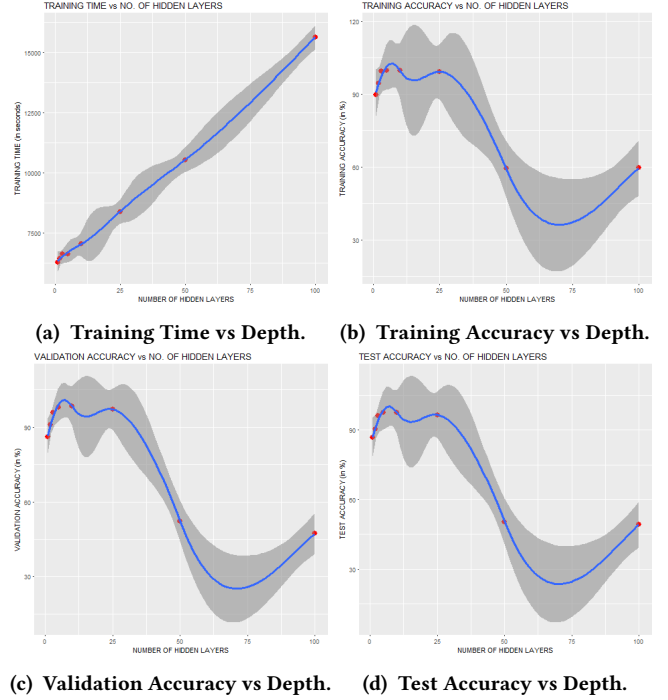 TRAINING TIME vs NO. OF HIDDEN LAYERS
TRAINING TIME (in seconds)
15000
12500
10000
7500
0
25
50
75
100
NUMBER OF HIDDEN LAYERS
(a) Training Time vs Depth.
TRAINING ACCURACY vs NO. OF HIDDEN LAYERS
TRAINING ACCURACY (in %)
120
90
60
30
0
25
50
75
100
NUMBER OF HIDDEN LAYERS
(b) Training Accuracy vs Depth.
VALIDATION ACCURACY vs NO. OF HIDDEN LAYERS
VALIDATION ACCURACY (in %)
90
60
30
0
25
50
75
100
NUMBER OF HIDDEN LAYERS
(c) Validation Accuracy vs Depth.
TEST ACCURACY vs NO. OF HIDDEN LAYERS
TEST ACCURACY (in %)
90
60
30
0
25
50
75
100
NUMBER OF HIDDEN LAYERS
(d) Test Accuracy vs Depth.